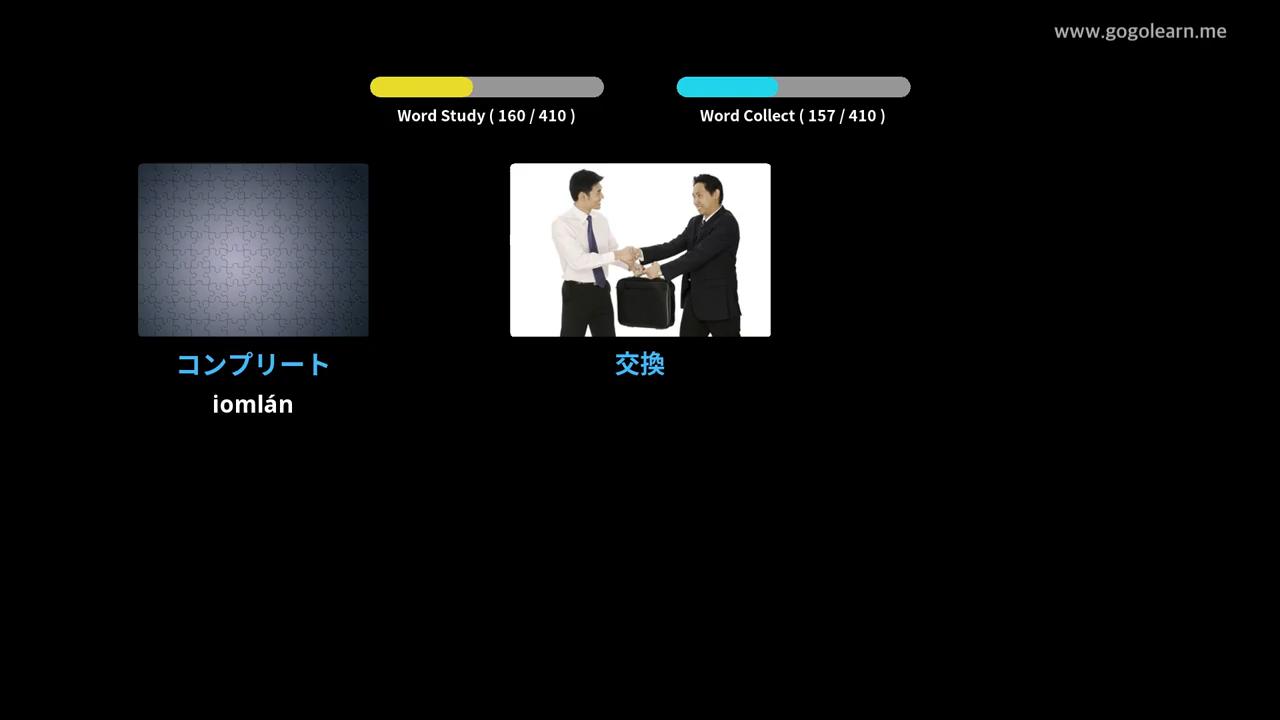 www.gogolearn.me
Word Study ( 160 / 410 )
Word Collect ( 157 / 410 )
コンプリート
iomlán
交換